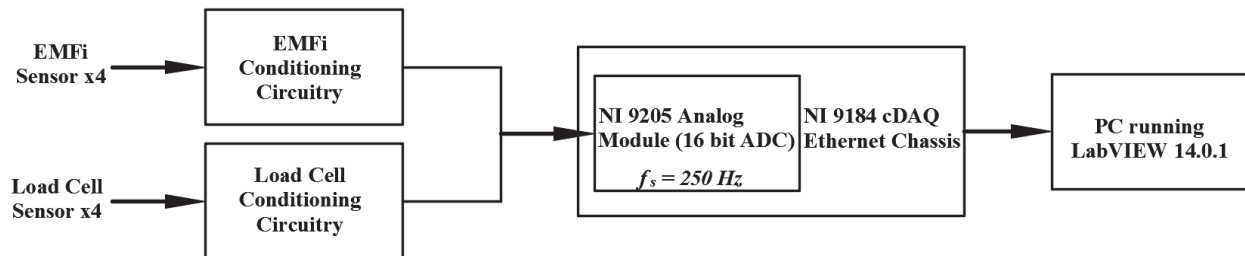 EMFi
Sensor x4
EMFi
Conditioning
Circuitry
Load Cell
Sensor x4
Load Cell
Conditioning
Circuitry
NI 9205 Analog
Module (16 bit ADC)
f s = 250 Hz
NI 9184 cDAQ
Ethernet Chassis
PC running
LabVIEW 14.0.1